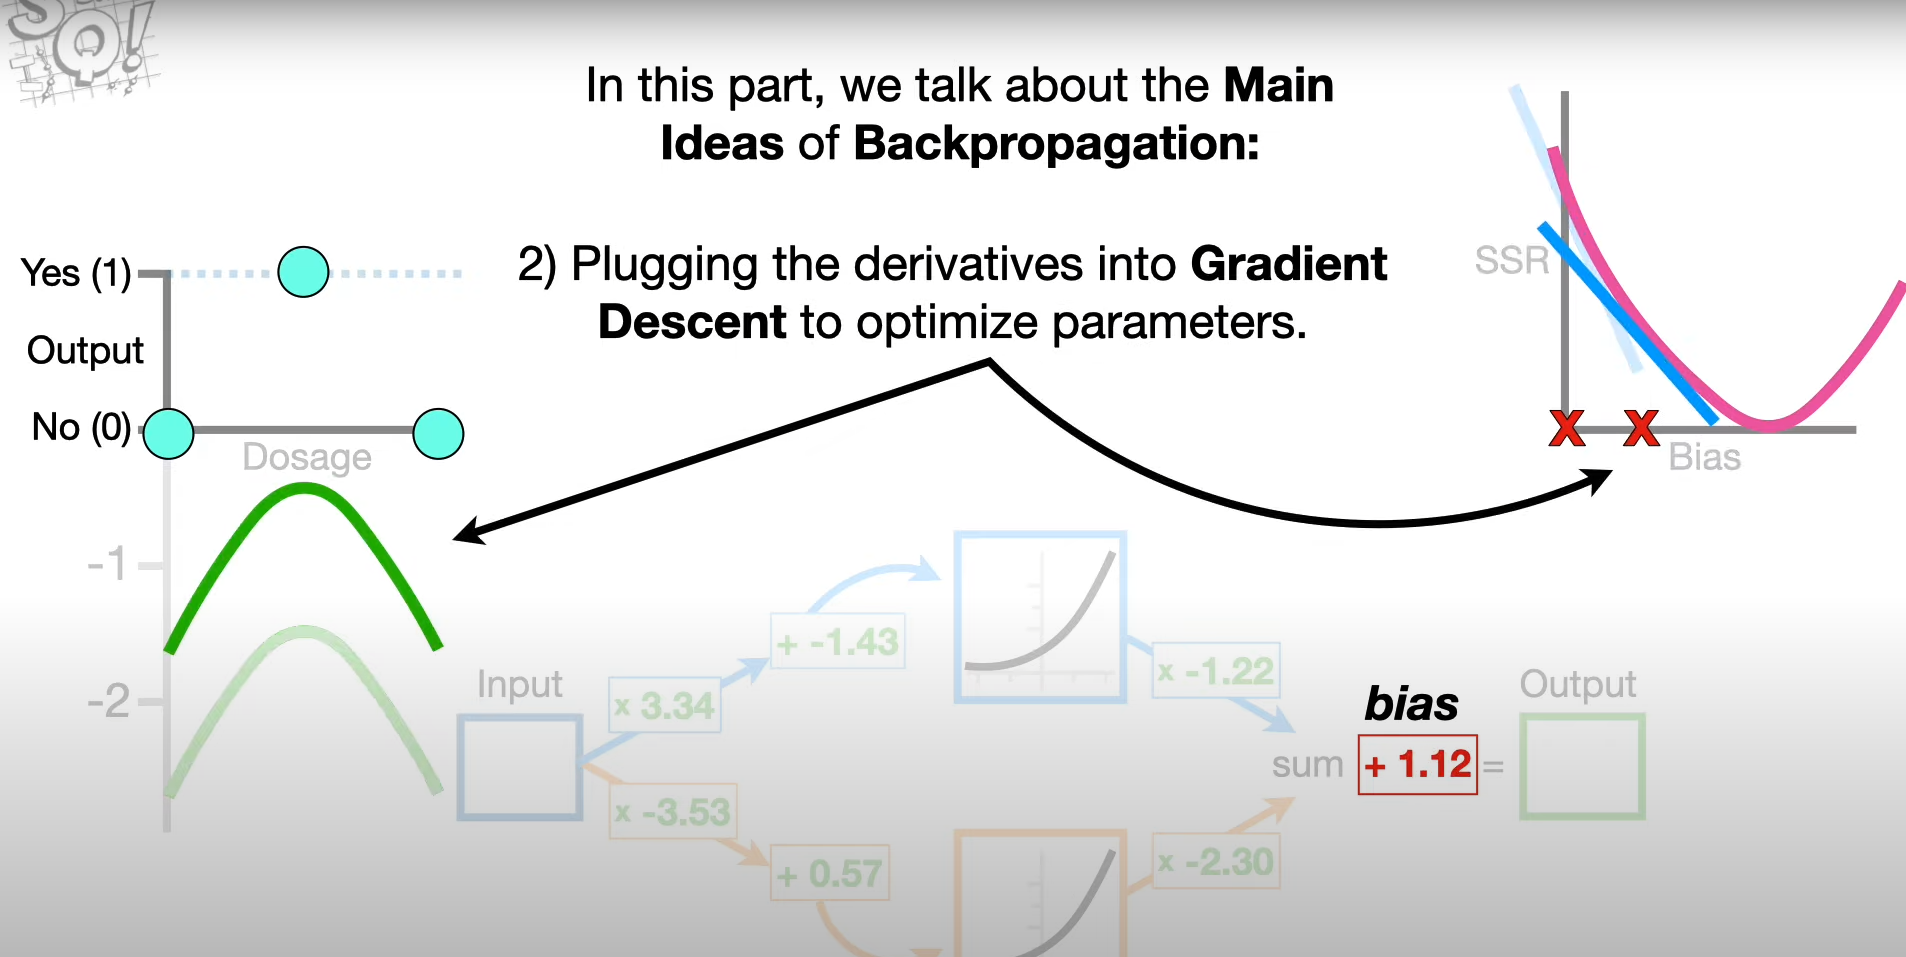 SQ!
In this part, we talk about the Main
Ideas of Backpropagation:
2) Plugging the derivatives into Gradient
Descent to optimize parameters.
Yes (1)
Output
No (0)
Dosage
-1
-2
SSR
Bias
Input
x 3.34
+ -1.43
x -1.22
x -3.53
+ 0.57
x -2.30
sum
bias
+ 1.12
=
Output